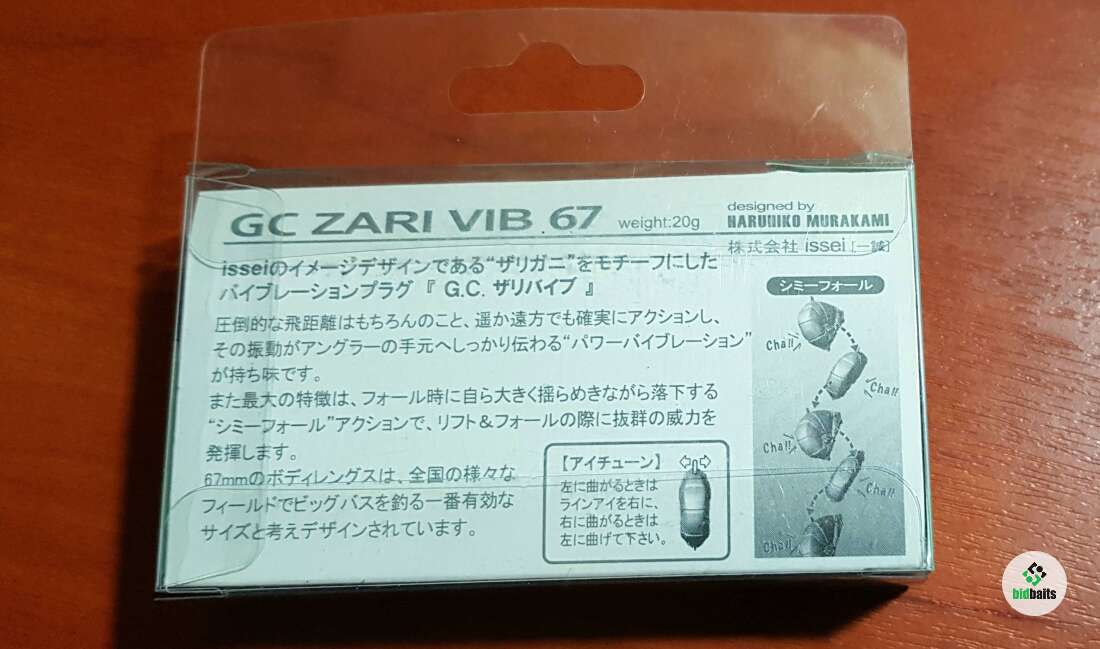 GC ZARI VIB 67 weight:20g
designed by
HARUHIKO MURAKAMI
株式会社 issei [一誠]
isseiのイメージデザインである“ザリガニ”をモチーフにした
バイブレーションプラグ『 G.C. ザリバイブ 』
圧倒的な飛距離はもちろんのこと、遥か遠方でも確実にアクションし、
その振動がアングラーの手元へしっかり伝わる“パワーバイブレーション”
が持ち味です。
また最大の特徴は、フォール時に自ら大きく揺らめきながら落下する
“シミーフォール”アクションで、リフト＆フォールの際に抜群の威力を
発揮します。
67mmのボディレングスは、全国の様々な
フィールドでビッグバスを釣る一番有効な
サイズと考えデザインされています。
【アイチューン】
左に曲がるときは
ラインアイを右に、
右に曲がるときは
左に曲げて下さい。
シミーフォール
Cha!!
Cha!!
Cha!!
Cha!!
Cha!!
bidbaits